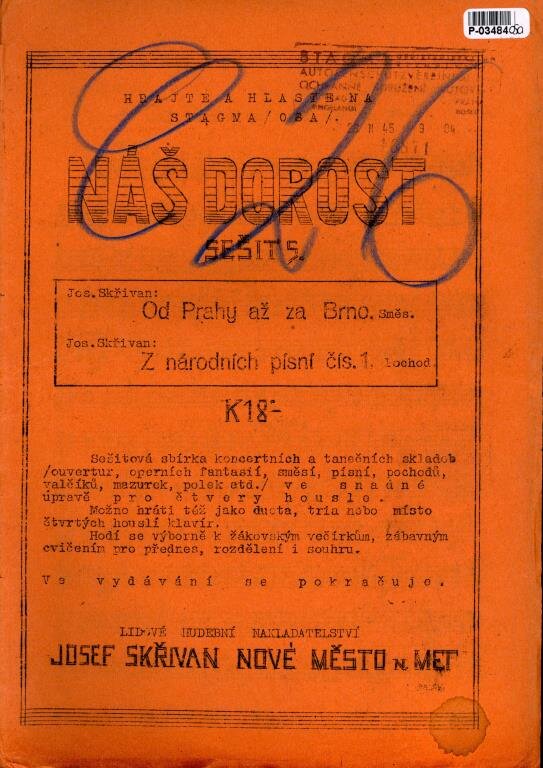 P-03484
HRAJTE A HLASTE NA
STAGMA/OSA/.
NÁŠ DOROST
SEŠIT 5.
Jos.Skřivan:
Od Prahy až za Brno. Směs.
Jos.Skřivan:
Z národních písní čís.1.
K18-
Sešitová sbírka koncertních a tanečních skladeb
/ouvertur, operních fantasií, směsí, písní, pochodů,
valčíků, mazurek, polek atd./ ve snadné
úpravě pro čtvery housle.
Možno hráti též jako dueta, tria nebo místo
čtvrtých houslí klavír.
Hodí se výborně k žákovským večírkům, zábavným
cvičením pro přednes, rozdělení i souhru.
Ve vydávání se pokračuje.
LIDOVÉ HUDEBNÍ NAKLADATELSTVÍ
JOSEF SKŘIVAN NOVÉ MĚSTO N. MET